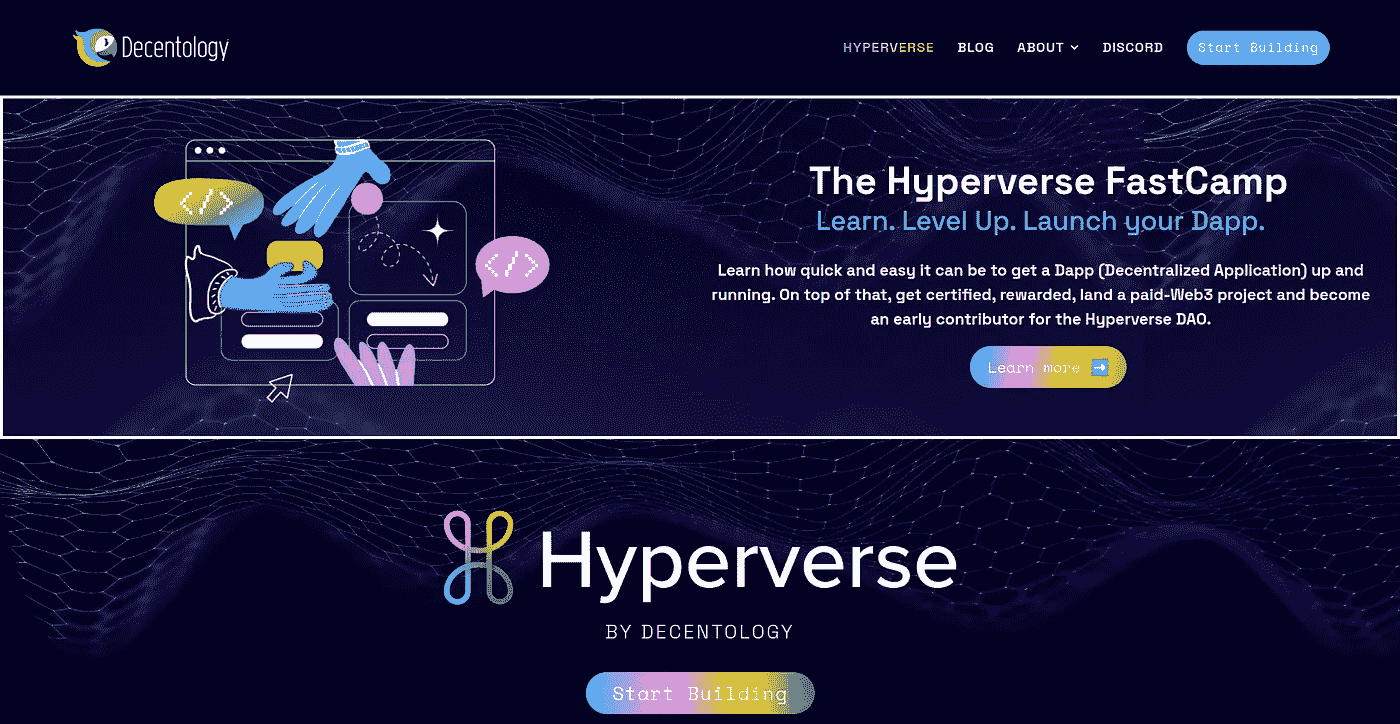 Decentology
HYPERVERSE BLOG ABOUT DISCORD Start Building
</>
</>
The Hyperverse FastCamp
Learn. Level Up. Launch your Dapp.
Learn how quick and easy it can be to get a Dapp (Decentralized Application) up and
running. On top of that, get certified, rewarded, land a paid-Web3 project and become
an early contributor for the Hyperverse DAO.
Learn more
Hyperverse
BY DECENTOLOGY
Start Building